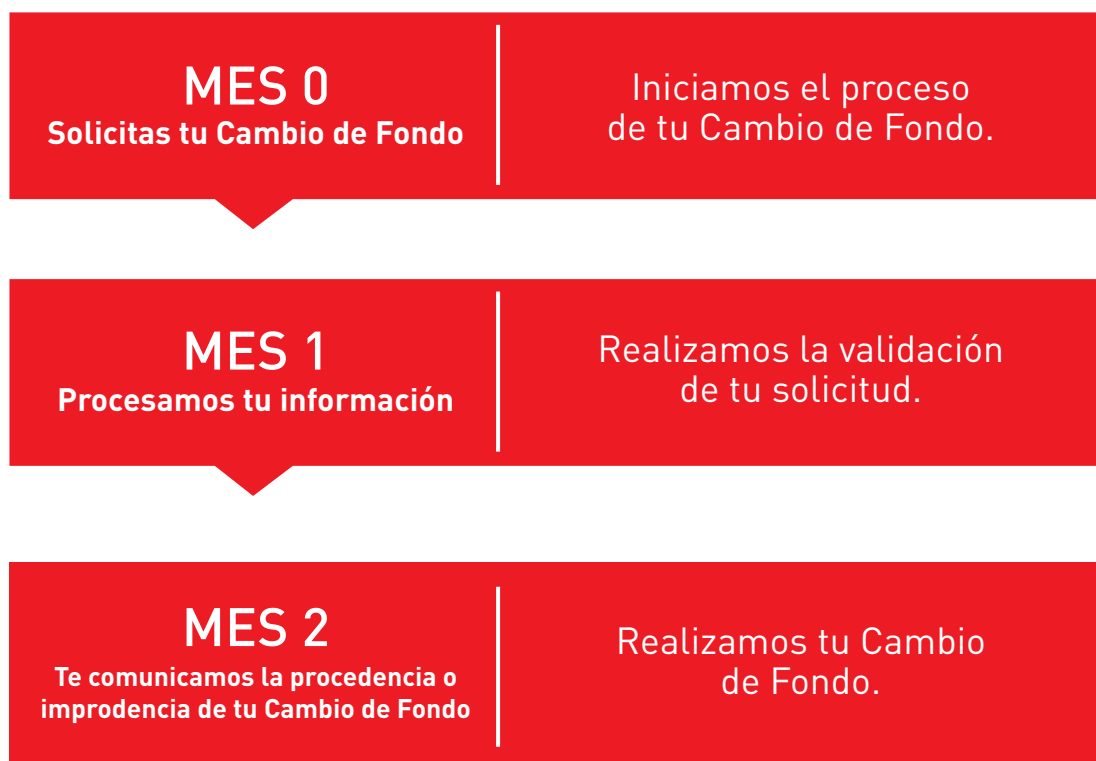 MES 0
Solicitas tu Cambio de Fondo
Iniciamos el proceso
de tu Cambio de Fondo.
MES 1
Procesamos tu información
Realizamos la validación
de tu solicitud.
MES 2
Te comunicamos la procedencia o
improdencia de tu Cambio de Fondo
Realizamos tu Cambio
de Fondo.